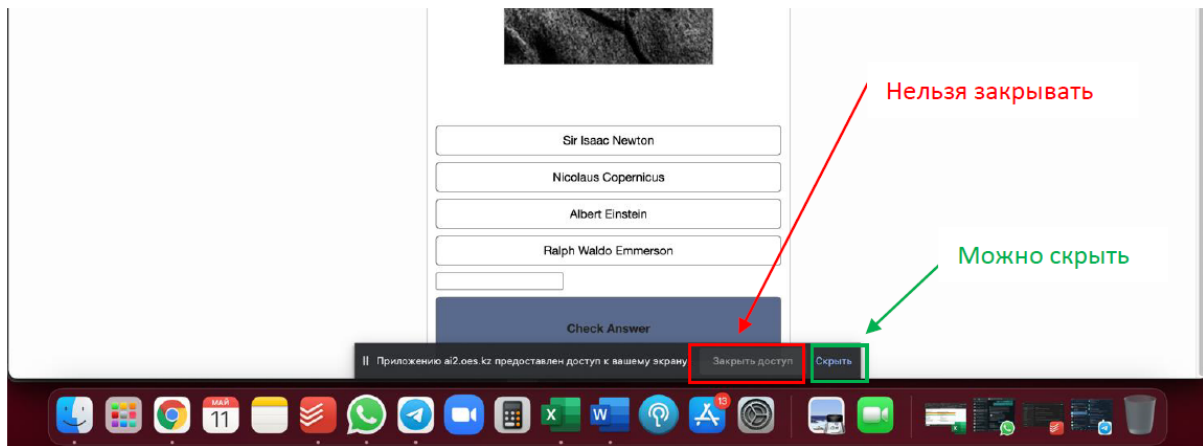 Нельзя закрывать
Sir Isaac Newton
Nicolaus Copernicus
Albert Einstein
Ralph Waldo Emmerson
Можно скрыть
Check Answer
Приложению ai2.oes.kz предоставлен доступ к вашему экрану
Закрыть доступ
Скрыть
МАЙ
11
13
X
W